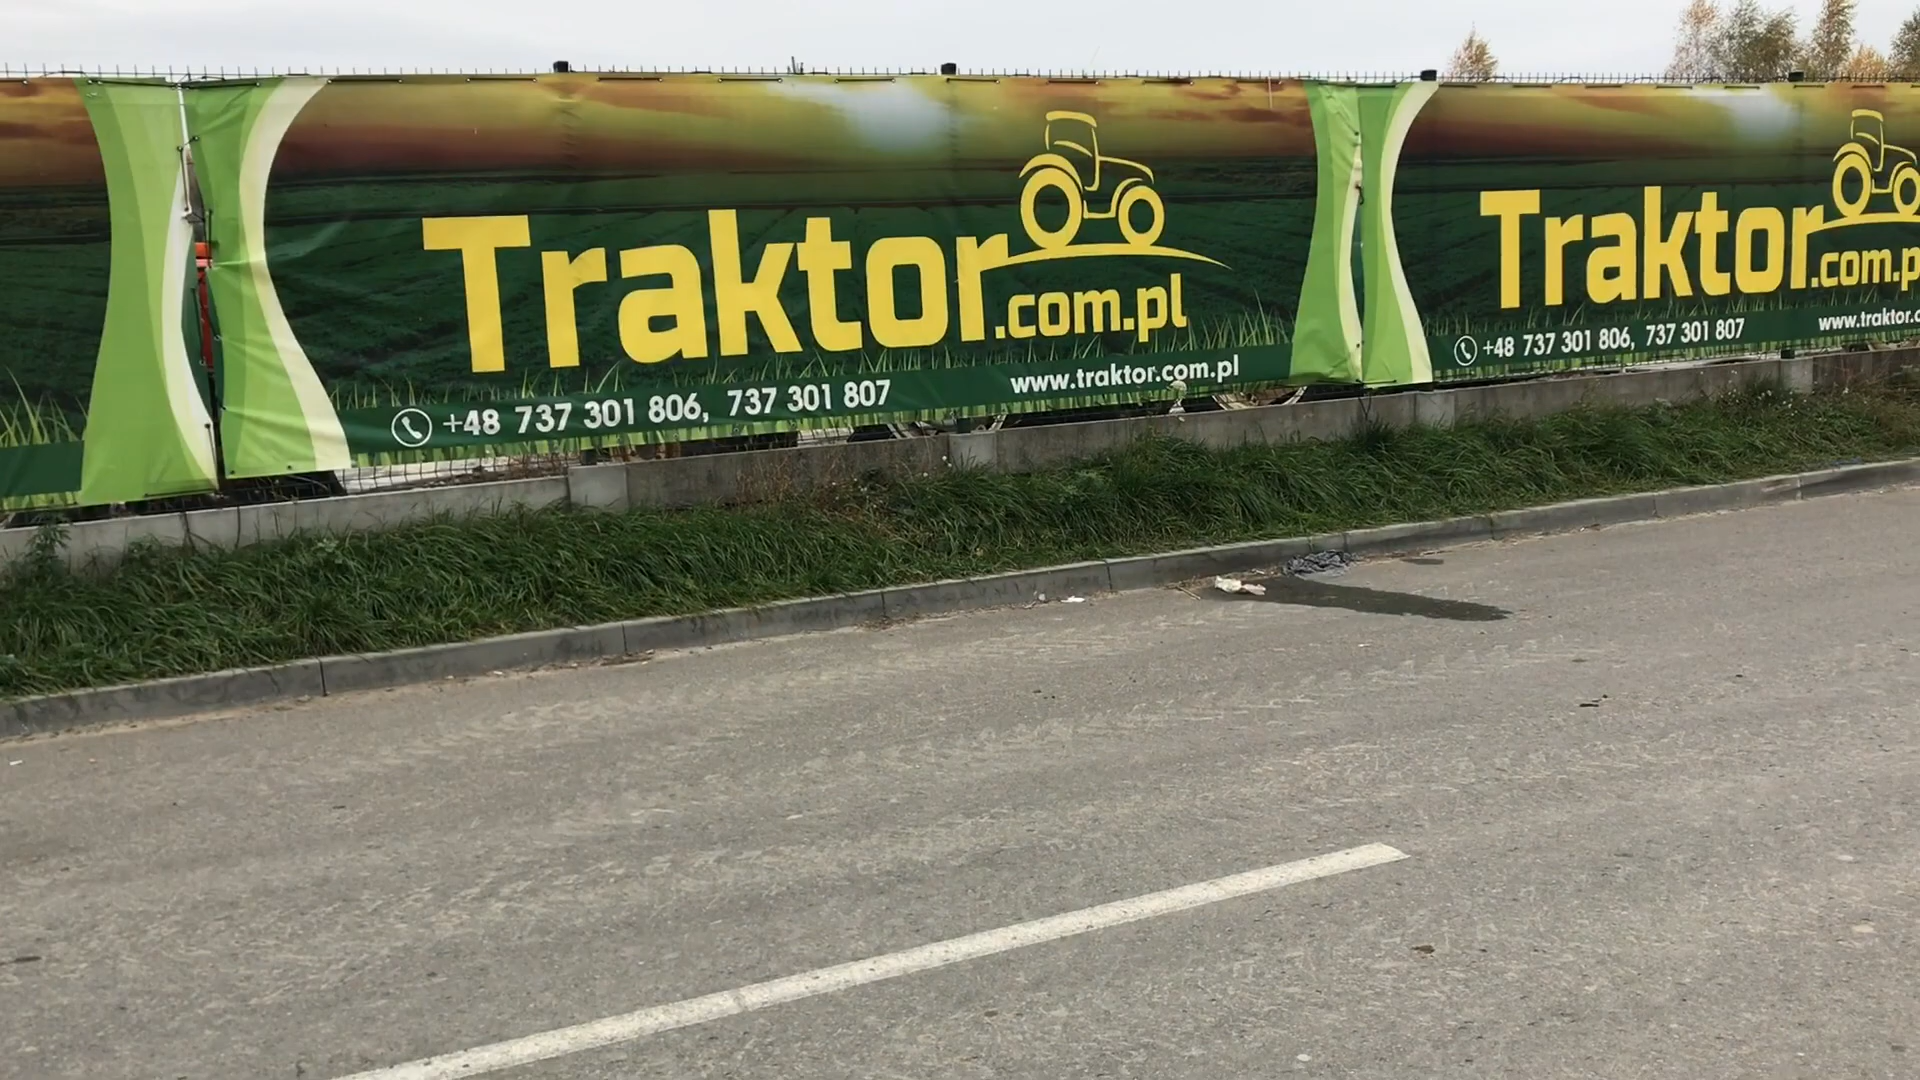 Traktor.com.pl
+48 737 301 806, 737 301 807 www.traktor.com.pl
Traktor.com.p
+48 737 301 806, 737 301 807 www.traktor.c